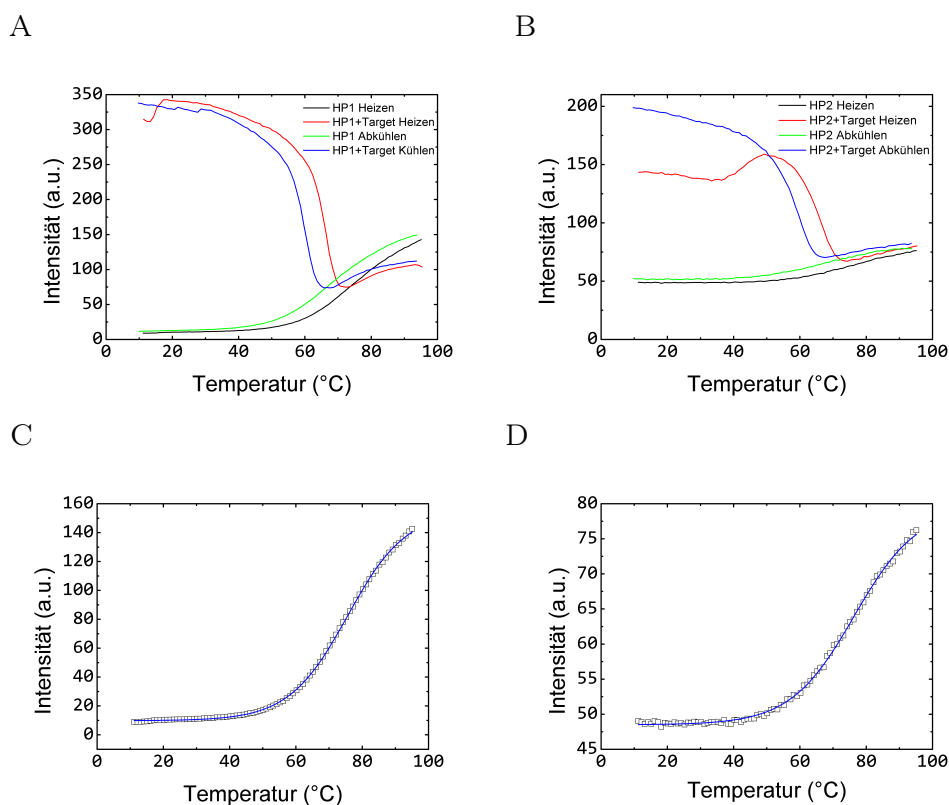 A
B
350
300
250
200
150
100
50
0
HP1 Heizen
HP1+Target Heizen
HP1 Abkühlen
HP1+Target Kühlen
0 20 40 60 80 100
Temperatur (°C)
Intensität (a.u.)
200
150
100
50
0
HP2 Heizen
HP2+Target Heizen
HP2 Abkühlen
HP2+Target Abkühlen
0 20 40 60 80 100
Temperatur (°C)
Intensität (a.u.)
C
D
160
140
120
100
80
60
40
20
0
0 20 40 60 80 100
Temperatur (°C)
Intensität (a.u.)
80
75
70
65
60
55
50
45
0 20 40 60 80 100
Temperatur (°C)
Intensität (a.u.)